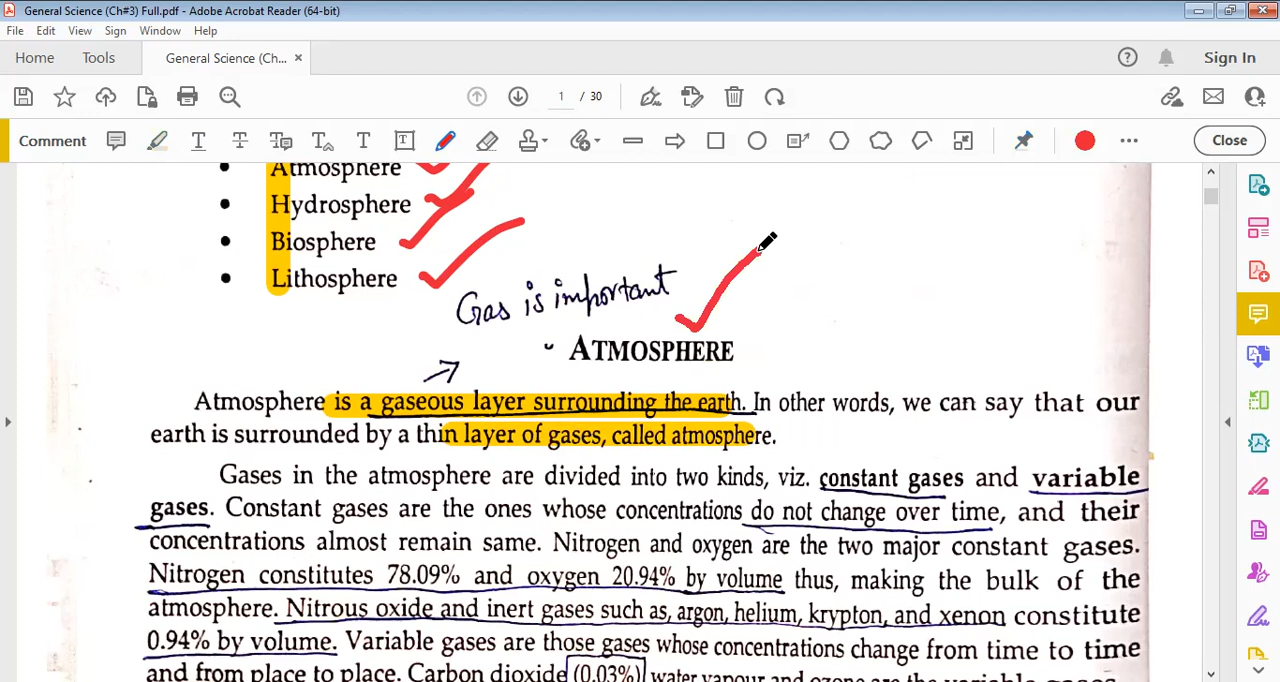 General Science (Ch#3) Full.pdf - Adobe Acrobat Reader (64-bit)
File Edit View Sign Window Help
Home Tools General Science (Ch... × Sign In
1 / 30
Comment Close
• Atmosphere
• Hydrosphere
• Biosphere
• Lithosphere
Gas is important
ATMOSPHERE
Atmosphere is a gaseous layer surrounding the earth. In other words, we can say that our
earth is surrounded by a thin layer of gases, called atmosphere.
Gases in the atmosphere are divided into two kinds, viz. constant gases and variable
gases. Constant gases are the ones whose concentrations do not change over time, and their
concentrations almost remain same. Nitrogen and oxygen are the two major constant gases.
Nitrogen constitutes 78.09% and oxygen 20.94% by volume thus, making the bulk of the
atmosphere. Nitrous oxide and inert gases such as, argon, helium, krypton, and xenon constitute
0.94% by volume. Variable gases are those gases whose concentrations change from time to time
and from place to place. Carbon dioxide (0.03%) water vapour and ozone are the variable gases.